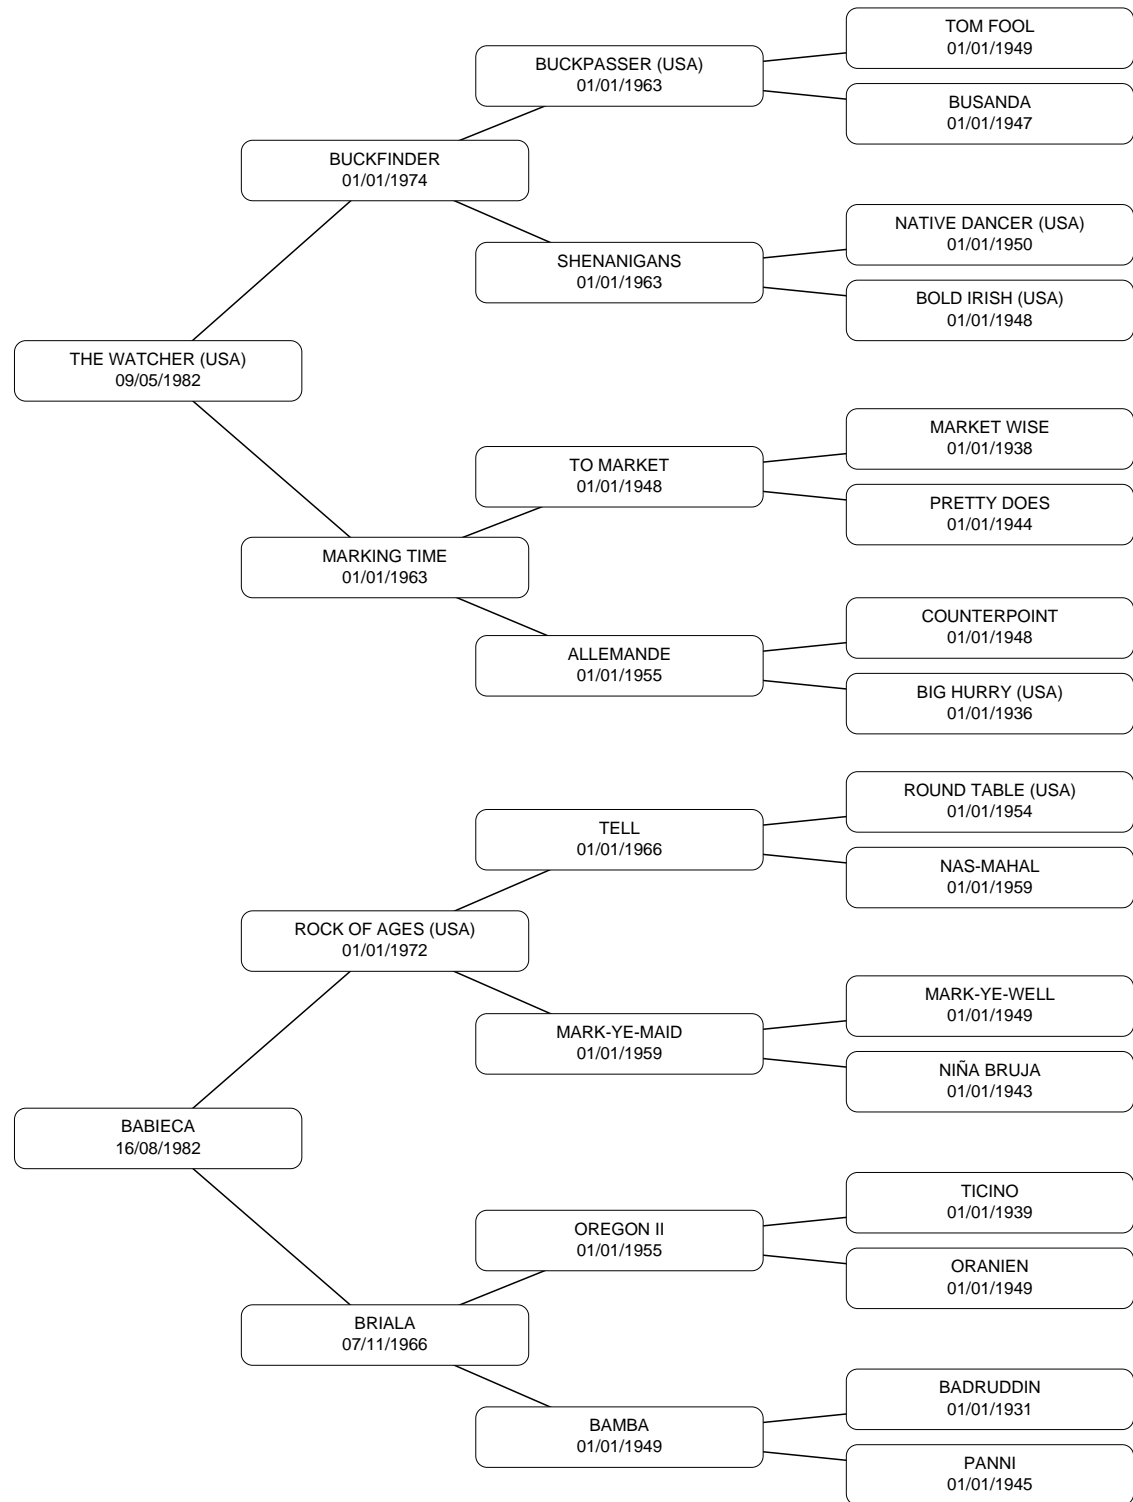 TOM FOOL
01/01/1949
BUCKPASSER (USA)
01/01/1963
BUSANDA
01/01/1947
BUCKFINDER
01/01/1974
NATIVE DANCER (USA)
01/01/1950
SHENANIGANS
01/01/1963
BOLD IRISH (USA)
01/01/1948
THE WATCHER (USA)
09/05/1982
MARKET WISE
01/01/1938
TO MARKET
01/01/1948
PRETTY DOES
01/01/1944
MARKING TIME
01/01/1963
COUNTERPOINT
01/01/1948
ALLEMANDE
01/01/1955
BIG HURRY (USA)
01/01/1936
ROUND TABLE (USA)
01/01/1954
TELL
01/01/1966
NAS-MAHAL
01/01/1959
ROCK OF AGES (USA)
01/01/1972
MARK-YE-WELL
01/01/1949
MARK-YE-MAID
01/01/1959
NIÑA BRUJA
01/01/1943
BABIECA
16/08/1982
TICINO
01/01/1939
OREGON II
01/01/1955
ORANIEN
01/01/1949
BRIALA
07/11/1966
BADRUDDIN
01/01/1931
BAMBA
01/01/1949
PANNI
01/01/1945